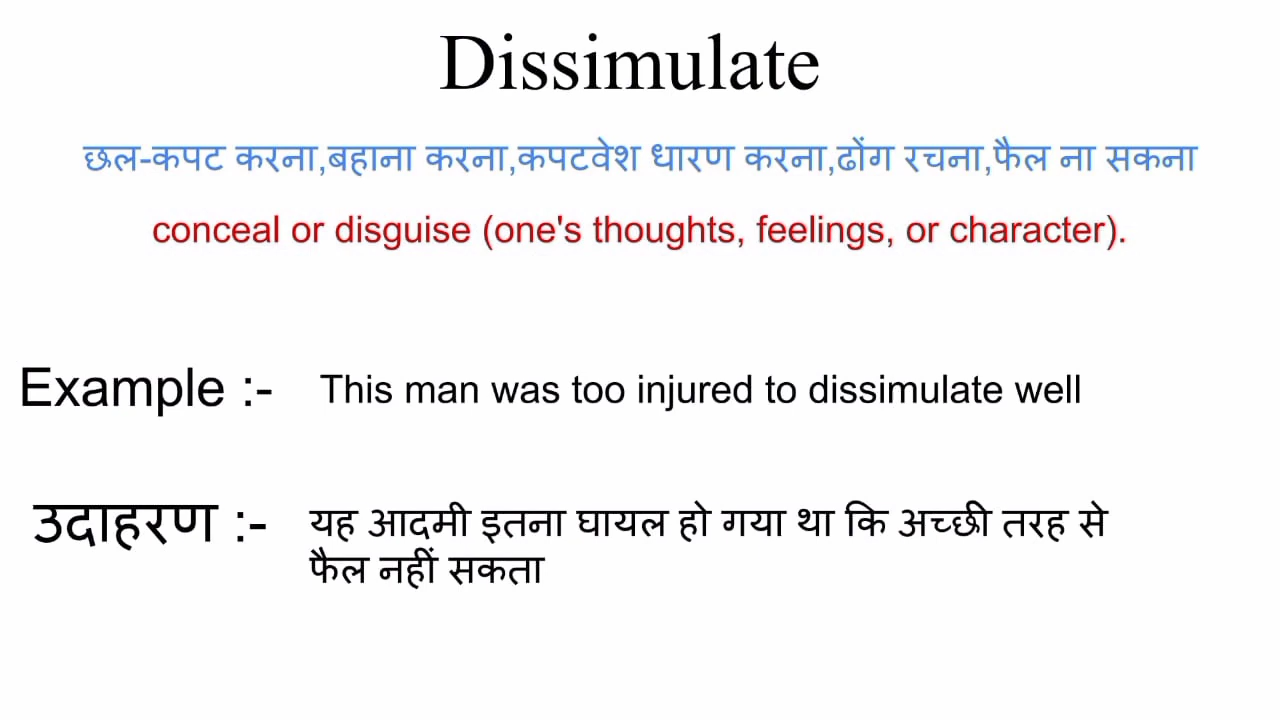 Dissimulate
छल-कपट करना,बहाना करना,कपटवेश धारण करना,ढोंग रचना,फैल ना सकना
conceal or disguise (one's thoughts, feelings, or character).
Example :- This man was too injured to dissimulate well
उदाहरण :- यह आदमी इतना घायल हो गया था कि अच्छी तरह से
फैल नहीं सकता